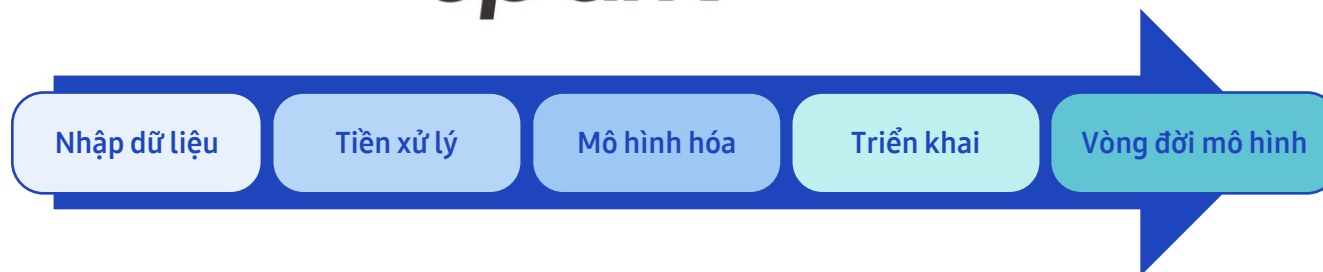 Nhập dữ liệu
Tiền xử lý
Mô hình hóa
Triển khai
Vòng đời mô hình